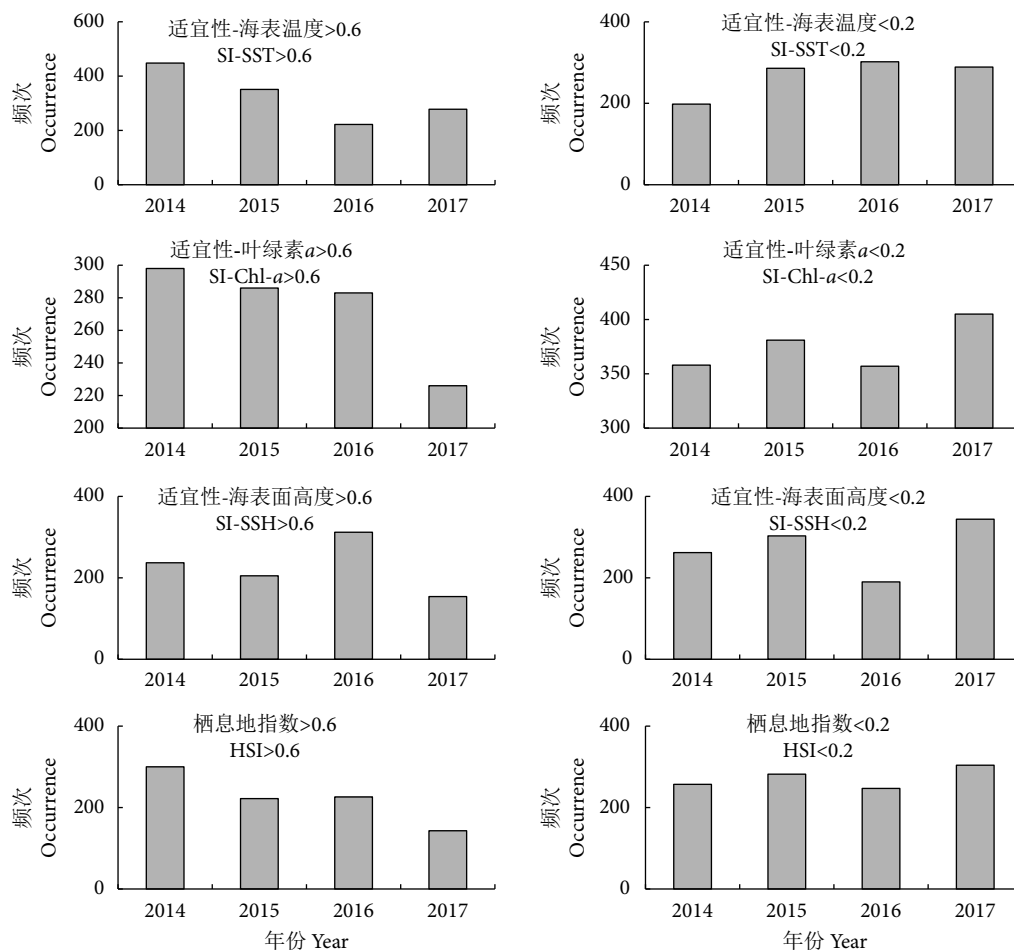 适宜性-海表温度>0.6
SI-SST>0.6
频次
Occurrence
600
400
200
0
2014 2015 2016 2017
适宜性-海表温度<0.2
SI-SST<0.2
频次
Occurrence
400
300
200
0
2014 2015 2016 2017
适宜性-叶绿素a>0.6
SI-Chl-a>0.6
频次
Occurrence
300
280
260
240
220
200
2014 2015 2016 2017
适宜性-叶绿素a<0.2
SI-Chl-a<0.2
频次
Occurrence
450
400
350
300
2014 2015 2016 2017
适宜性-海表面高度>0.6
SI-SSH>0.6
频次
Occurrence
400
200
0
2014 2015 2016 2017
适宜性-海表面高度<0.2
SI-SSH<0.2
频次
Occurrence
400
200
0
2014 2015 2016 2017
栖息地指数>0.6
HSI>0.6
频次
Occurrence
400
200
0
2014 2015 2016 2017
年份 Year
栖息地指数<0.2
HSI<0.2
频次
Occurrence
400
200
0
2014 2015 2016 2017
年份 Year